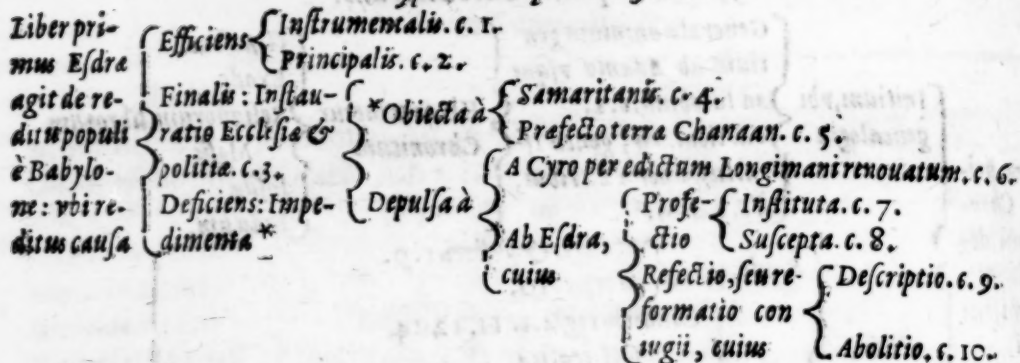 Liber pri-
mus Eſdra
agit de re-
ditu populi
è Babylo-
ne: vbi re-
ditus cauſa
Efficiens
Inſtrumentalis. c. 1.
Principalis. c. 2.
Finalis: Inſtau-
ratio Eccleſiæ &
politiæ. c. 3.
Deficiens: Impe-
dimenta *
*Obiecta à
Samaritanis. c. 4.
Præfecto terra Chanaan. c. 5.
Depulſa à
A Cyro per edictum Longimani renouatum. c. 6.
Ab Eſdra,
cuius
Profe-
ctio
Inſtituta. c. 7.
Suſcepta. c. 8.
Refectio, ſeu re-
formatio con
iugii, cuius
Deſcriptio. c. 9.
Abolitio. c. 10.